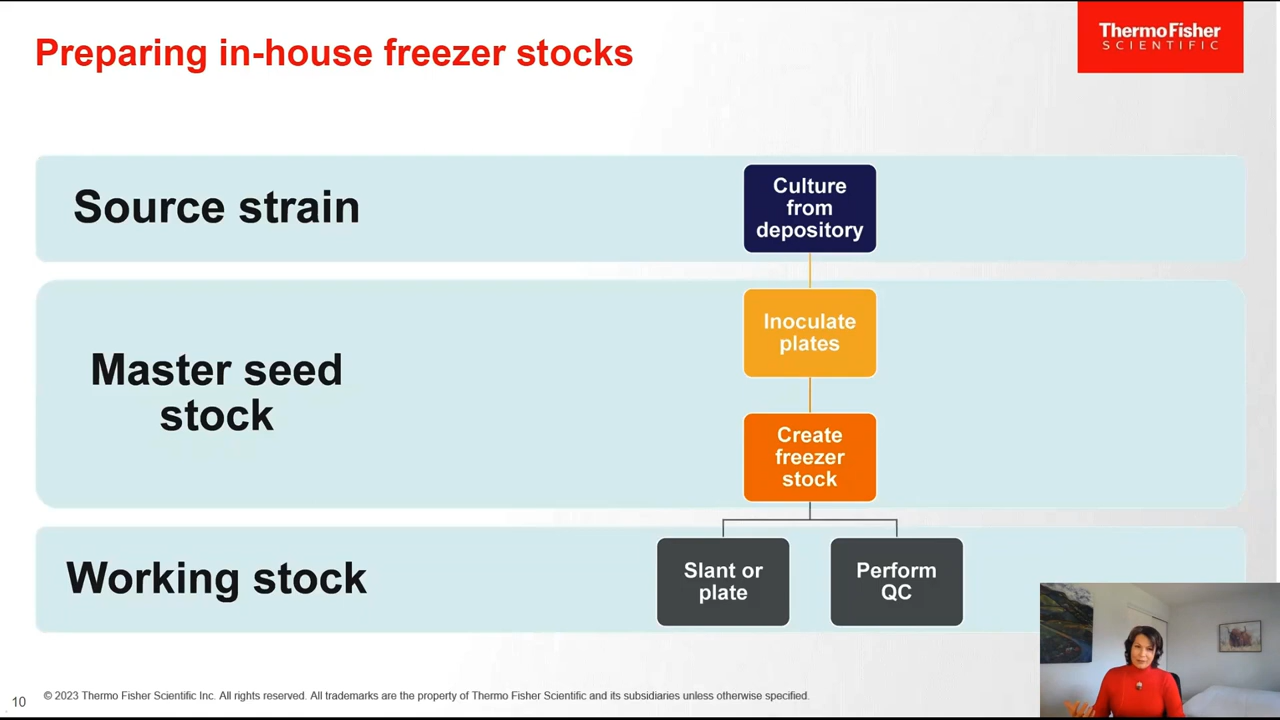 Preparing in-house freezer stocks
ThermoFisher
SCIENTIFIC
Source strain
Culture
from
depository
Master seed
stock
Inoculate
plates
Create
freezer
stock
Working stock
Slant or
plate
Perform
QC
10
© 2023 Thermo Fisher Scientific Inc. All rights reserved. All trademarks are the property of Thermo Fisher Scientific and its subsidiaries unless otherwise specified.